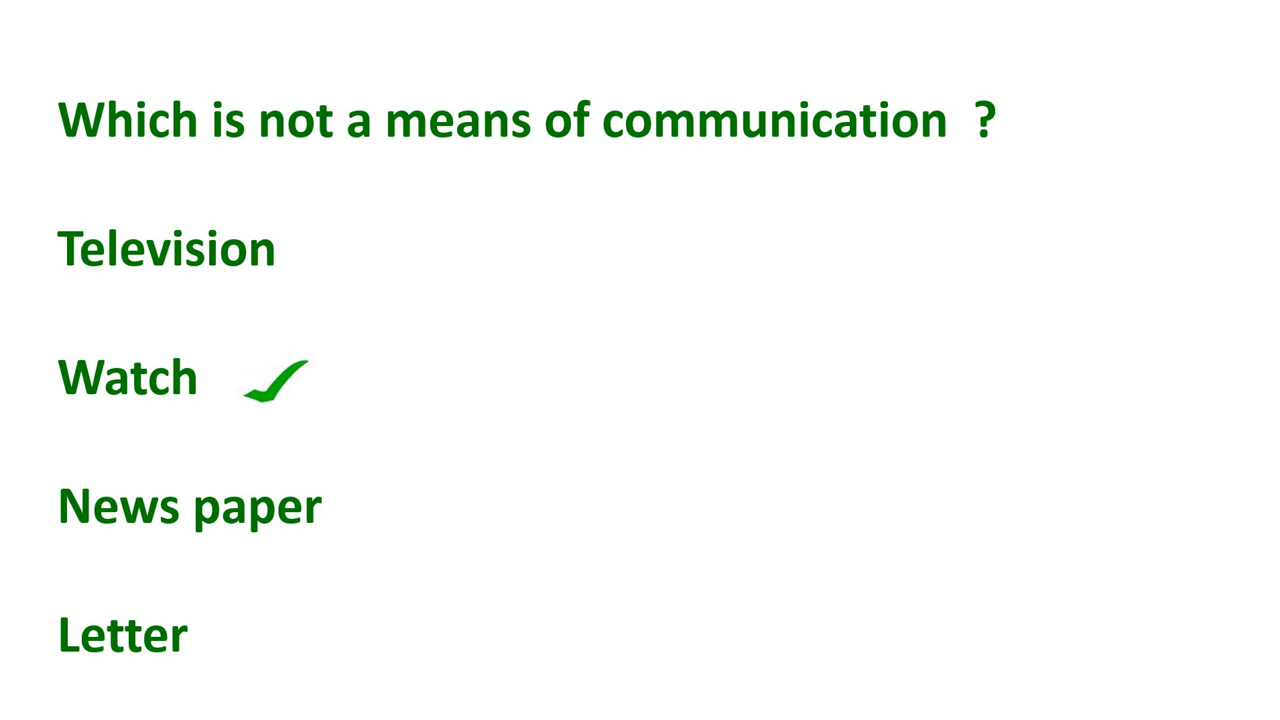 Which is not a means of communication  ?
Television
Watch
News paper
Letter